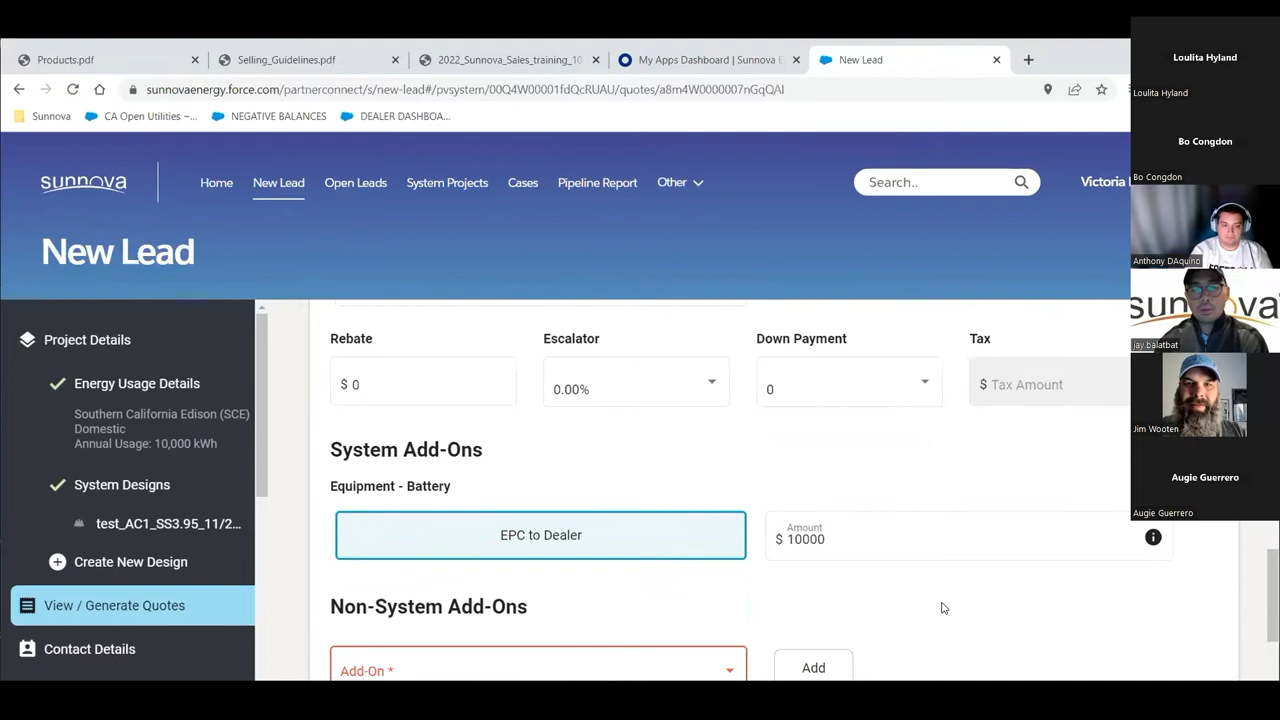 Products.pdf
Selling_Guidelines.pdf
2022_Sunnova_Sales_training_10
My Apps Dashboard | Sunnova E
New Lead
sunnovaenergy.force.com/partnerconnect/s/new-lead#/pvsystem/00Q4W00001fdQcRUAU/quotes/a8m4W0000007nGqQAI
Sunnova
CA Open Utilities ~...
NEGATIVE BALANCES
DEALER DASHBOA...
sunnova
Home
New Lead
Open Leads
System Projects
Cases
Pipeline Report
Other
Search..
Victoria
New Lead
Project Details
Energy Usage Details
Southern California Edison (SCE)
Domestic
Annual Usage: 10,000 kWh
System Designs
test_AC1_SS3.95_11/2...
Create New Design
View / Generate Quotes
Contact Details
Rebate
Escalator
Down Payment
Tax
$ 0
0.00%
0
$ Tax Amount
System Add-Ons
Equipment - Battery
EPC to Dealer
Amount
$ 10000
Non-System Add-Ons
Add-On *
Add
Loulita Hyland
Loulita Hyland
Bo Congdon
Bo Congdon
Anthony DAquino
sunnova
jay.balatbat
Jim Wooten
Augie Guerrero
Augie Guerrero